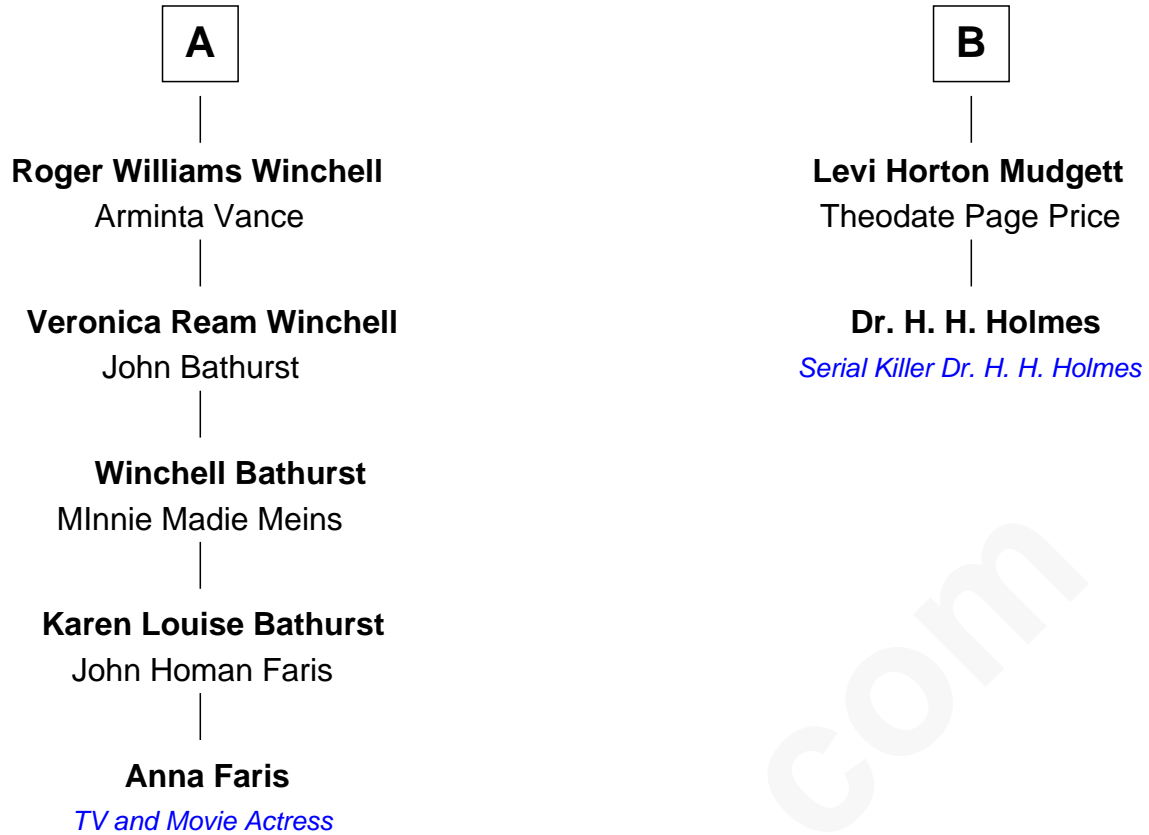 A
Roger Williams Winchell
Arminta Vance
Veronica Ream Winchell
John Bathurst
Winchell Bathurst
MInnie Madie Meins
Karen Louise Bathurst
John Homan Faris
Anna Faris
TV and Movie Actress
B
Levi Horton Mudgett
Theodate Page Price
Dr. H. H. Holmes
Serial Killer Dr. H. H. Holmes
com